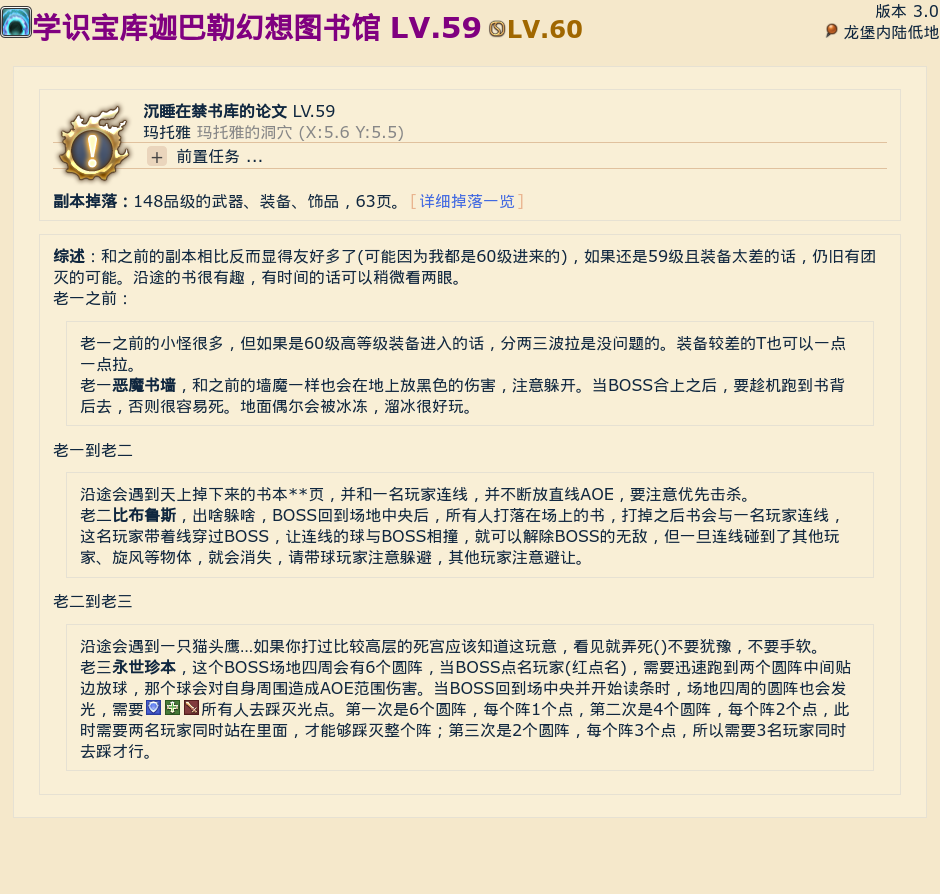 学识宝库迦巴勒幻想图书馆 LV.59 LV.60
版本 3.0
龙堡内陆低地
沉睡在禁书库的论文 LV.59
玛托雅 玛托雅的洞穴 (X:5.6 Y:5.5)
+ 前置任务 ...
副本掉落：148品级的武器、装备、饰品，63页。 [详细掉落一览]
综述：和之前的副本相比反而显得友好多了(可能因为我都是60级进来的)，如果还是59级且装备太差的话，仍旧有团
灭的可能。沿途的书很有趣，有时间的话可以稍微看两眼。
老一之前：
老一之前的小怪很多，但如果是60级高等级装备进入的话，分两三波拉是没问题的。装备较差的T也可以一点
一点拉。
老一恶魔书墙，和之前的墙魔一样也会在地上放黑色的伤害，注意躲开。当BOSS合上之后，要趁机跑到书背
后去，否则很容易死。地面偶尔会被冰冻，溜冰很好玩。
老一到老二
沿途会遇到天上掉下来的书本**页，并和一名玩家连线，并不断放直线AOE，要注意优先击杀。
老二比布鲁斯，出啥躲啥，BOSS回到场地中央后，所有人打落在场上的书，打掉之后书会与一名玩家连线，
这名玩家带着线穿过BOSS，让连线的球与BOSS相撞，就可以解除BOSS的无敌，但一旦连线碰到了其他玩
家、旋风等物体，就会消失，请带球玩家注意躲避，其他玩家注意避让。
老二到老三
沿途会遇到一只猫头鹰...如果你打过比较高层的死宫应该知道这玩意，看见就弄死()不要犹豫，不要手软。
老三永世珍本，这个BOSS场地四周会有6个圆阵，当BOSS点名玩家(红点名)，需要迅速跑到两个圆阵中间贴
边放球，那个球会对自身周围造成AOE范围伤害。当BOSS回到场中央并开始读条时，场地四周的圆阵也会发
光，需要所有人去踩灭光点。第一次是6个圆阵，每个阵1个点，第二次是4个圆阵，每个阵2个点，此
时需要两名玩家同时站在里面，才能够踩灭整个阵；第三次是2个圆阵，每个阵3个点，所以需要3名玩家同时
去踩才行。